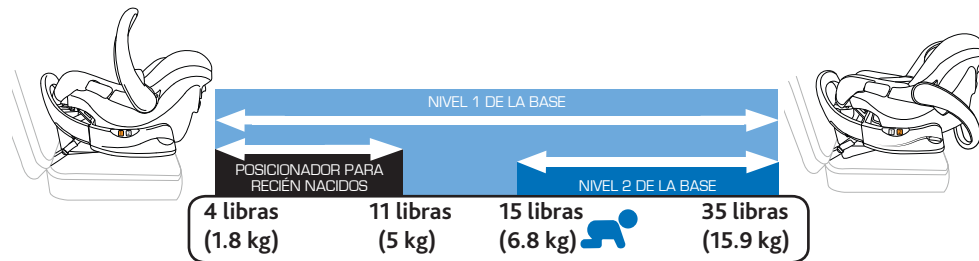 NIVEL 1 DE LA BASE
POSICIONADOR PARA
RECIÉN NACIDOS
NIVEL 2 DE LA BASE
4 libras
(1.8 kg)
11 libras
(5 kg)
15 libras
(6.8 kg)
35 libras
(15.9 kg)